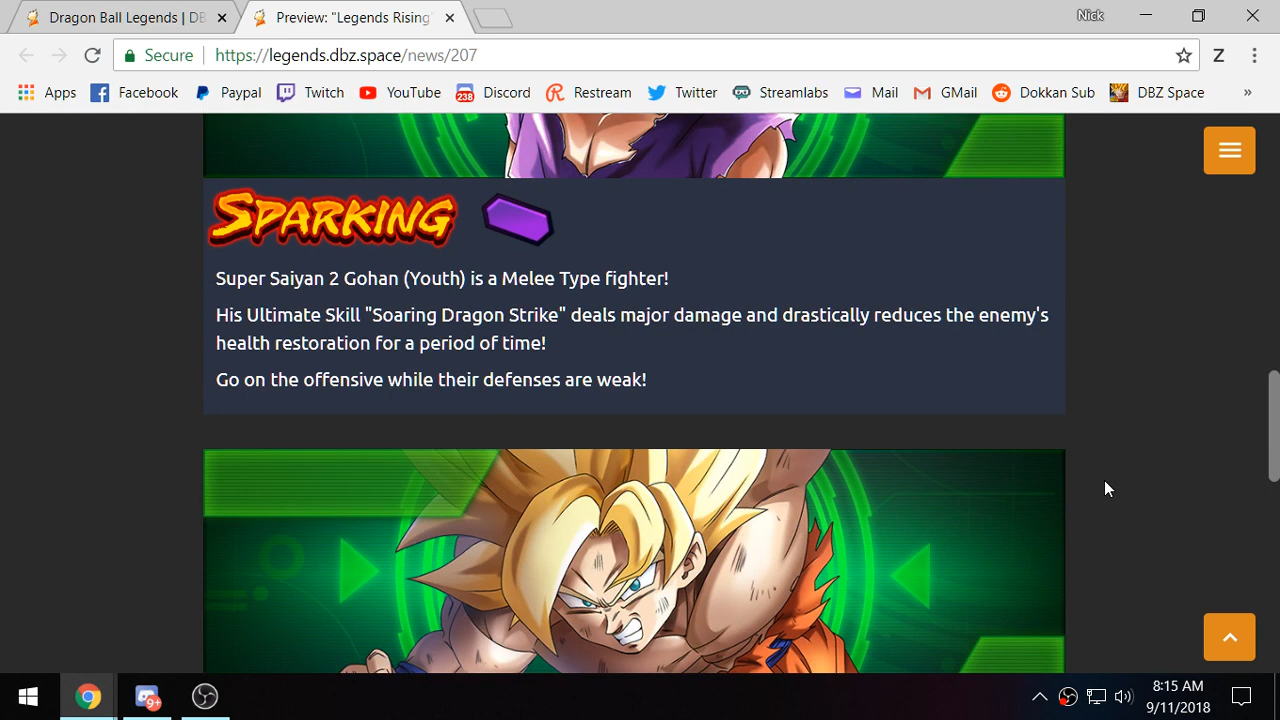 Dragon Ball Legends | DB
Preview: "Legends Rising"
Nick
Secure
https://legends.dbz.space/news/207
Z
Apps
Facebook
Paypal
Twitch
YouTube
238
Discord
Restream
Twitter
Streamlabs
Mail
GMail
Dokkan Sub
DBZ Space
»
SPARKING
Super Saiyan 2 Gohan (Youth) is a Melee Type fighter!
His Ultimate Skill "Soaring Dragon Strike" deals major damage and drastically reduces the enemy's
health restoration for a period of time!
Go on the offensive while their defenses are weak!
9+
8:15 AM
9/11/2018